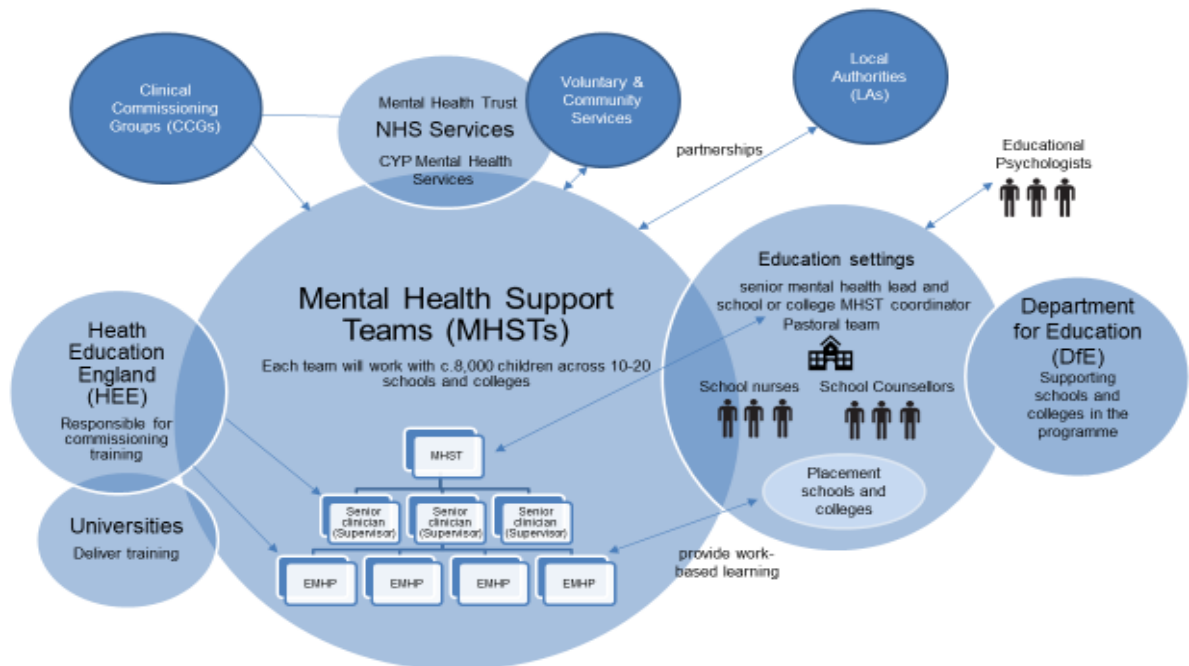 Clinical
Commissioning
Groups (CCGs)
Mental Health Trust
NHS Services
CYP Mental Health
Services
Voluntary &
Community
Services
Local
Authorities
(LAs)
partnerships
Educational
Psychologists
Mental Health Support
Teams (MHSTs)
Each team will work with c.8,000 children across 10-20
schools and colleges
Education settings
senior mental health lead and
school or college MHST coordinator
Pastoral team
School nurses
School Counsellors
Placement
schools and
colleges
Department
for Education
(DfE)
Supporting
schools and
colleges in the
programme
Heath
Education
England
(HEE)
Responsible for
commissioning
training
Universities
Deliver training
MHST
Senior
clinician
(Supervisor)
Senior
clinician
(Supervisor)
Senior
clinician
(Supervisor)
EMHP
EMHP
EMHP
EMHP
provide work-
based learning